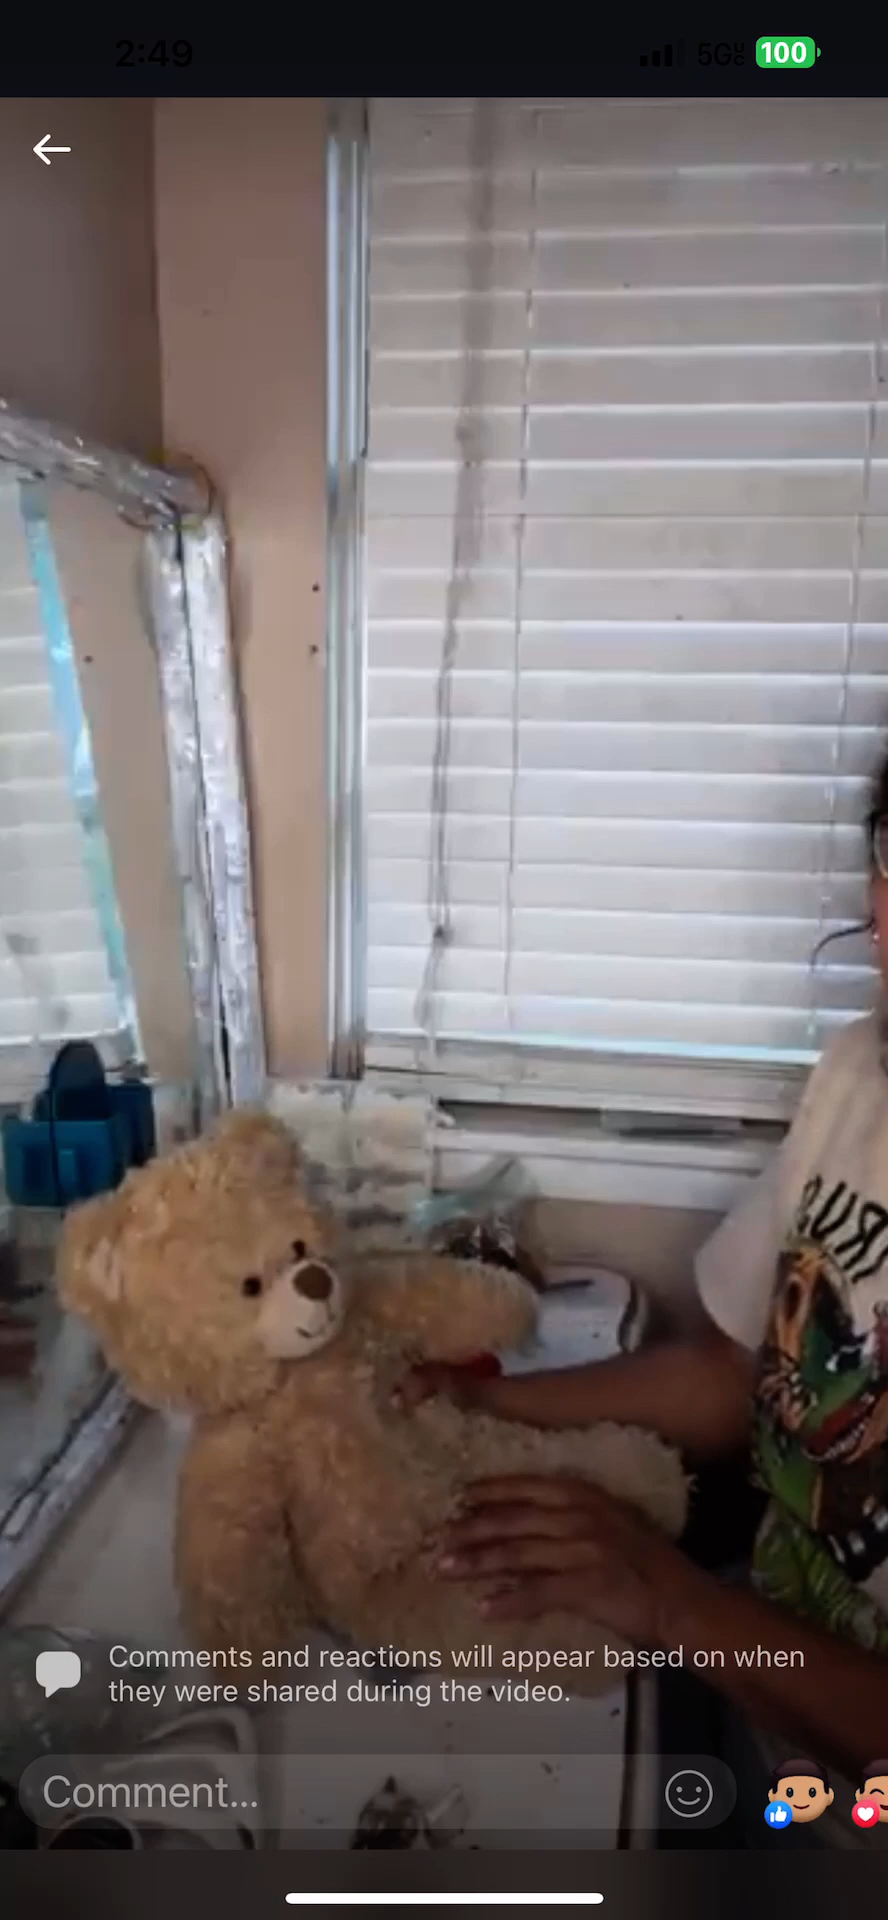 2:49
5G
100
Comments and reactions will appear based on when
they were shared during the video.
Comment...